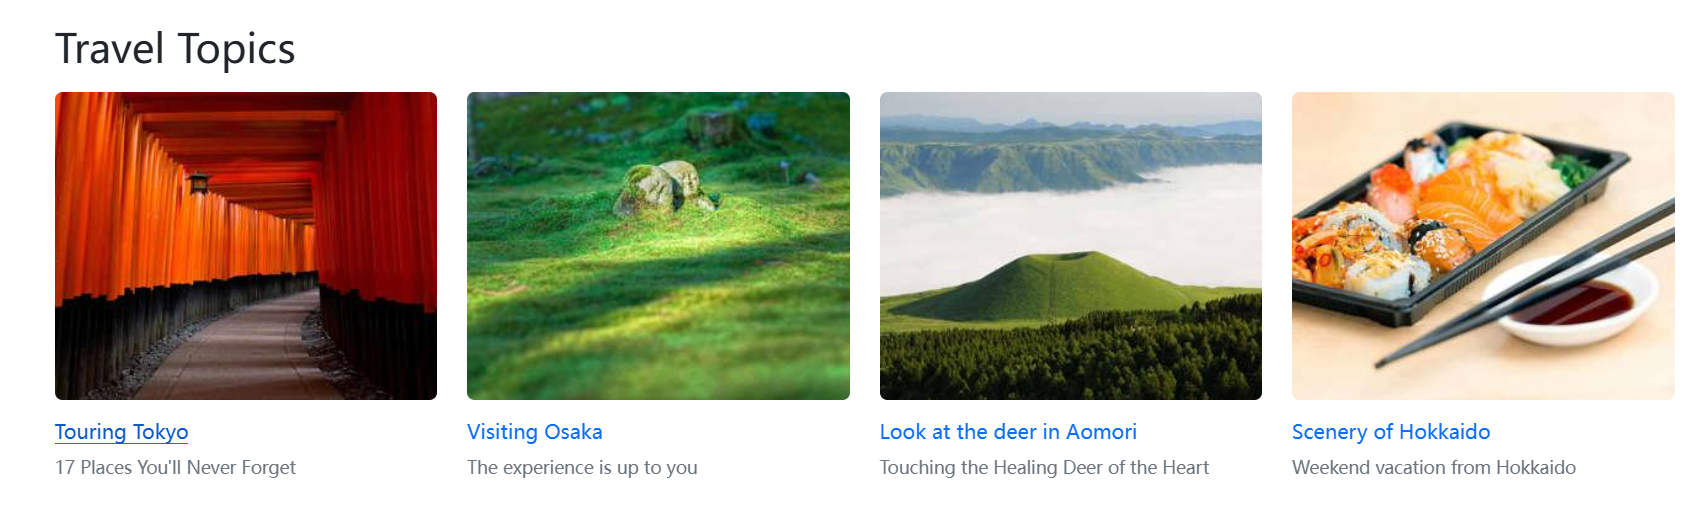 Travel Topics
Touring Tokyo
17 Places You'll Never Forget
Visiting Osaka
The experience is up to you
Look at the deer in Aomori
Touching the Healing Deer of the Heart
Scenery of Hokkaido
Weekend vacation from Hokkaido